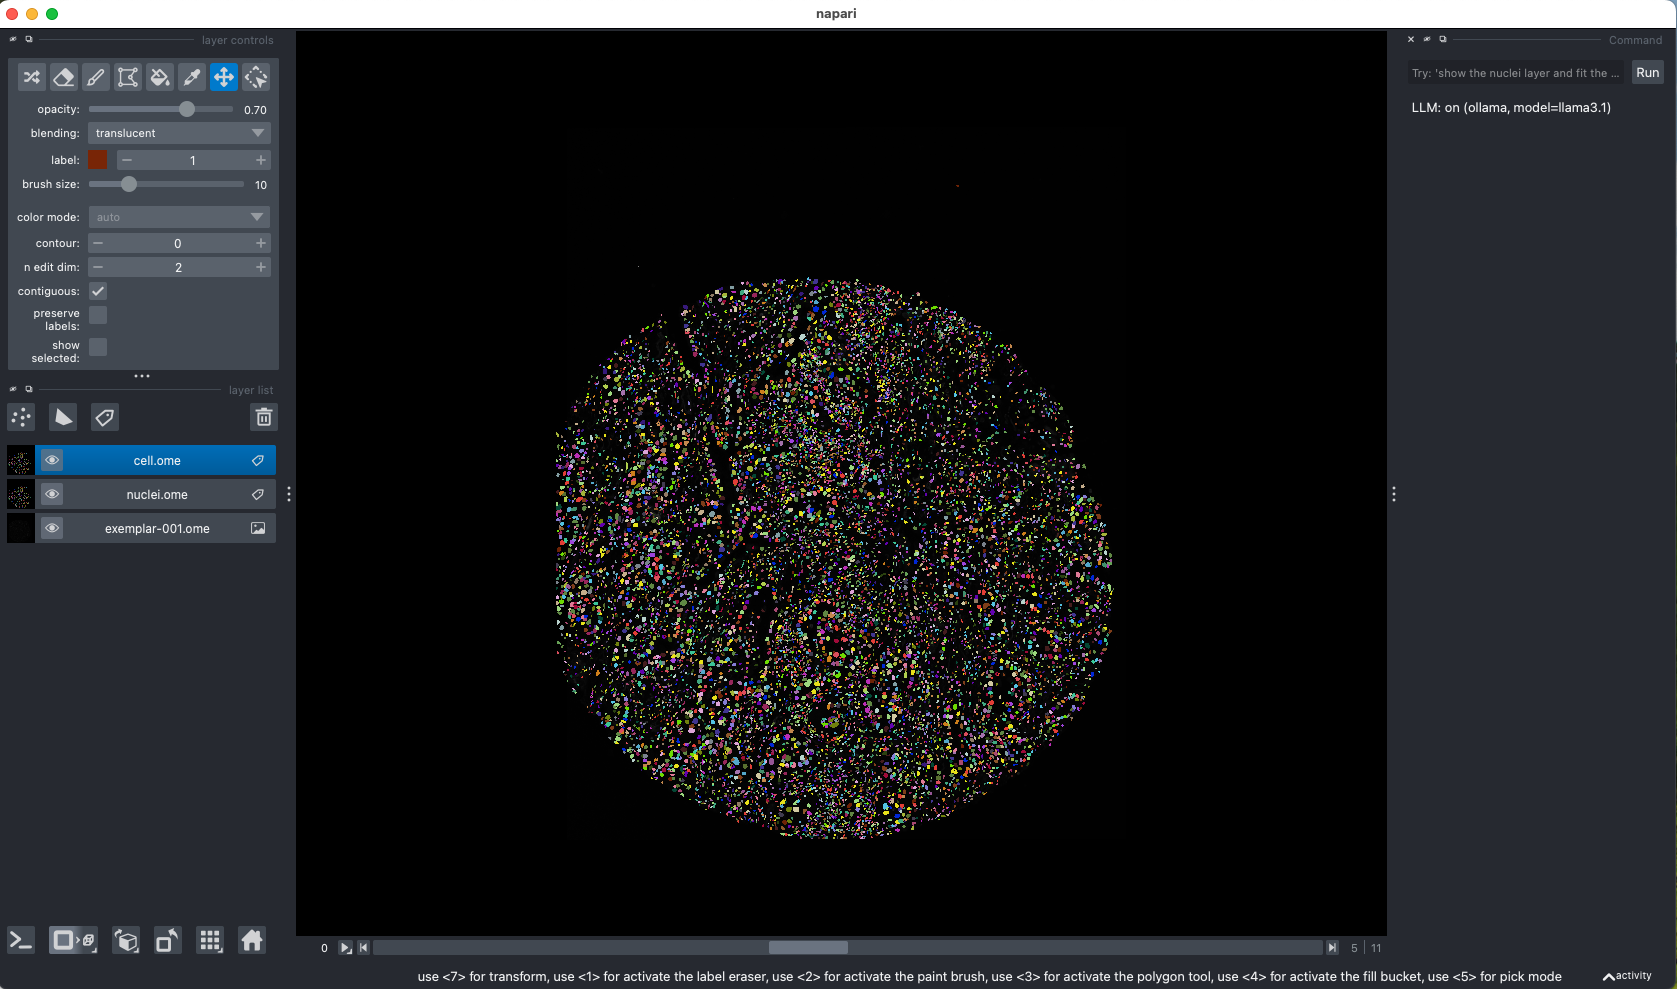 napari
layer controls
opacity: 0.70
blending: translucent
label: 1
brush size: 10
color mode: auto
contour: 0
n edit dim: 2
contiguous:
preserve
labels:
show
selected:
layer list
cell.ome
nuclei.ome
exemplar-001.ome
Command
Try: 'show the nuclei layer and fit the ...
Run
LLM: on (ollama, model=llama3.1)
0 5 11
use <7> for transform, use <1> for activate the label eraser, use <2> for activate the paint brush, use <3> for activate the polygon tool, use <4> for activate the fill bucket, use <5> for pick mode
activity